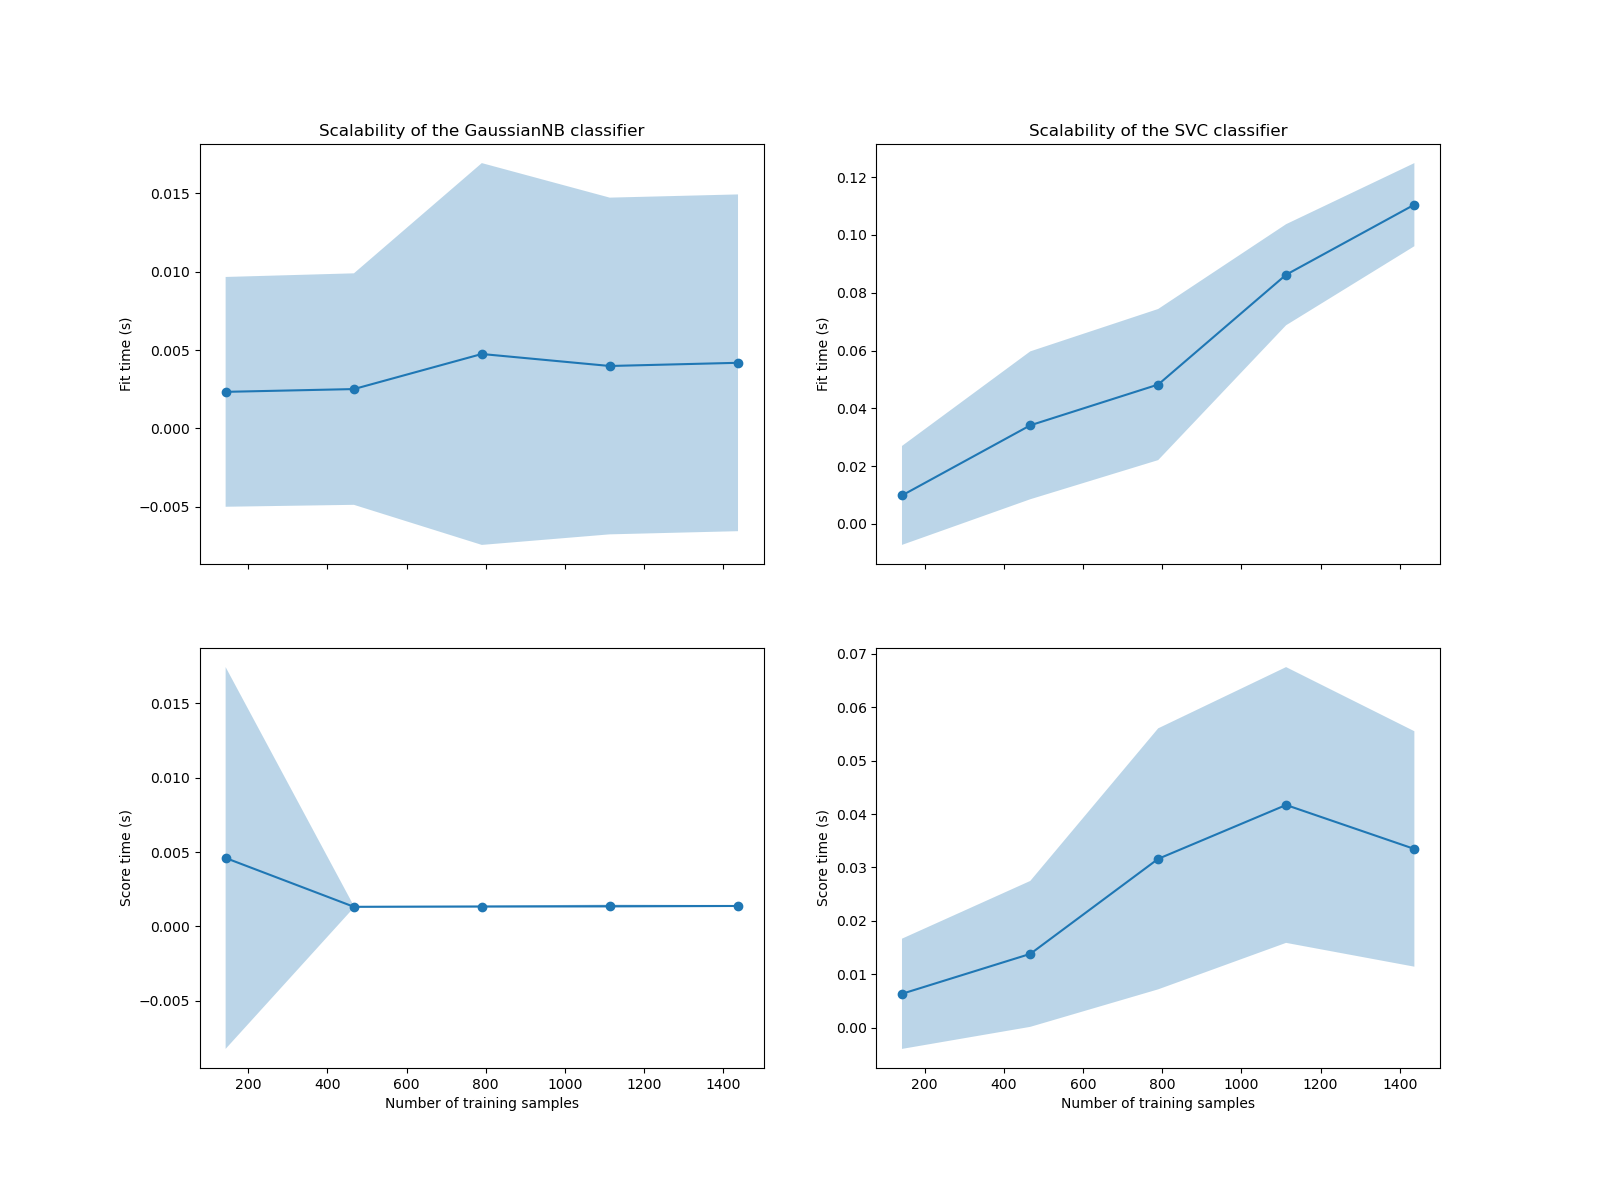 Scalability of the GaussianNB classifier
Scalability of the SVC classifier
0.015
0.010
0.005
0.000
−0.005
Fit time (s)
0.12
0.10
0.08
0.06
0.04
0.02
0.00
Fit time (s)
0.015
0.010
0.005
0.000
−0.005
Score time (s)
200 400 600 800 1000 1200 1400
Number of training samples
0.07
0.06
0.05
0.04
0.03
0.02
0.01
0.00
Score time (s)
200 400 600 800 1000 1200 1400
Number of training samples